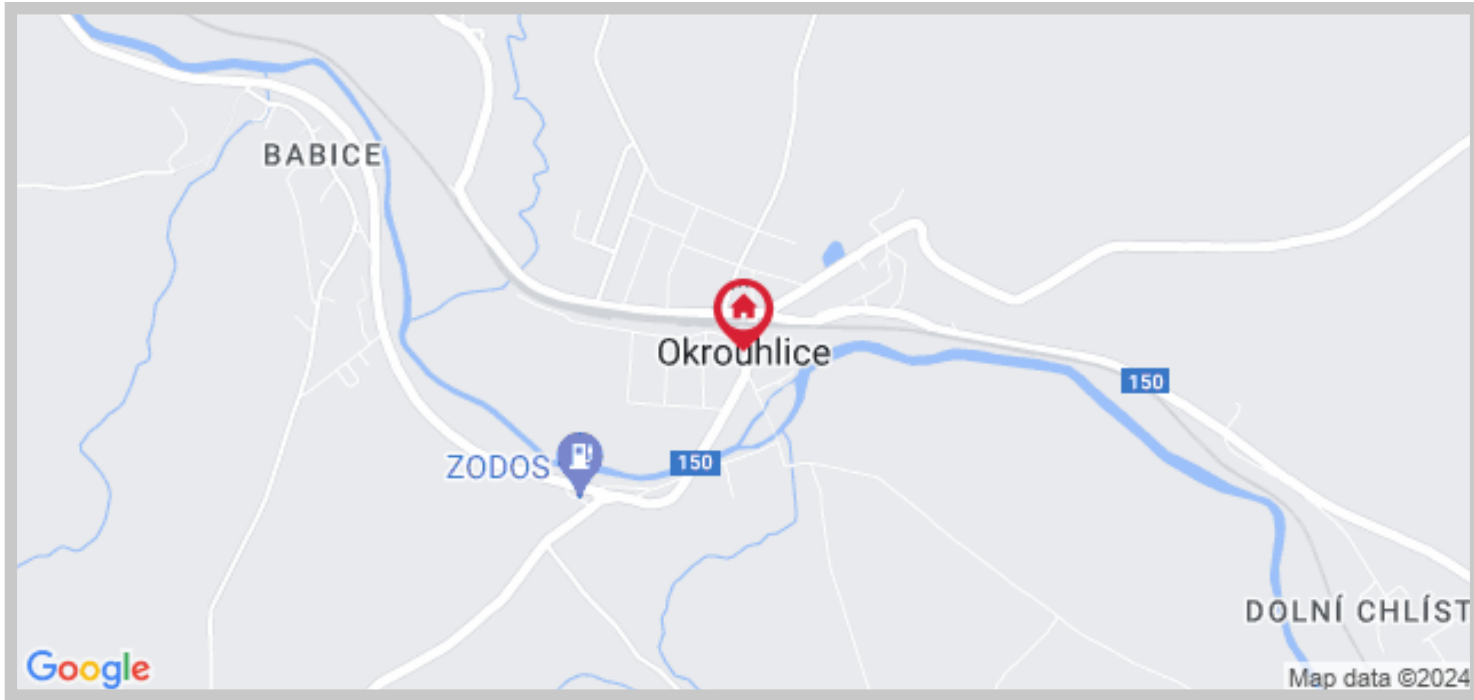 BABICE
Okrouhlice
150
ZODOS
150
DOLNÍ CHLÍST
Google
Map data ©2024